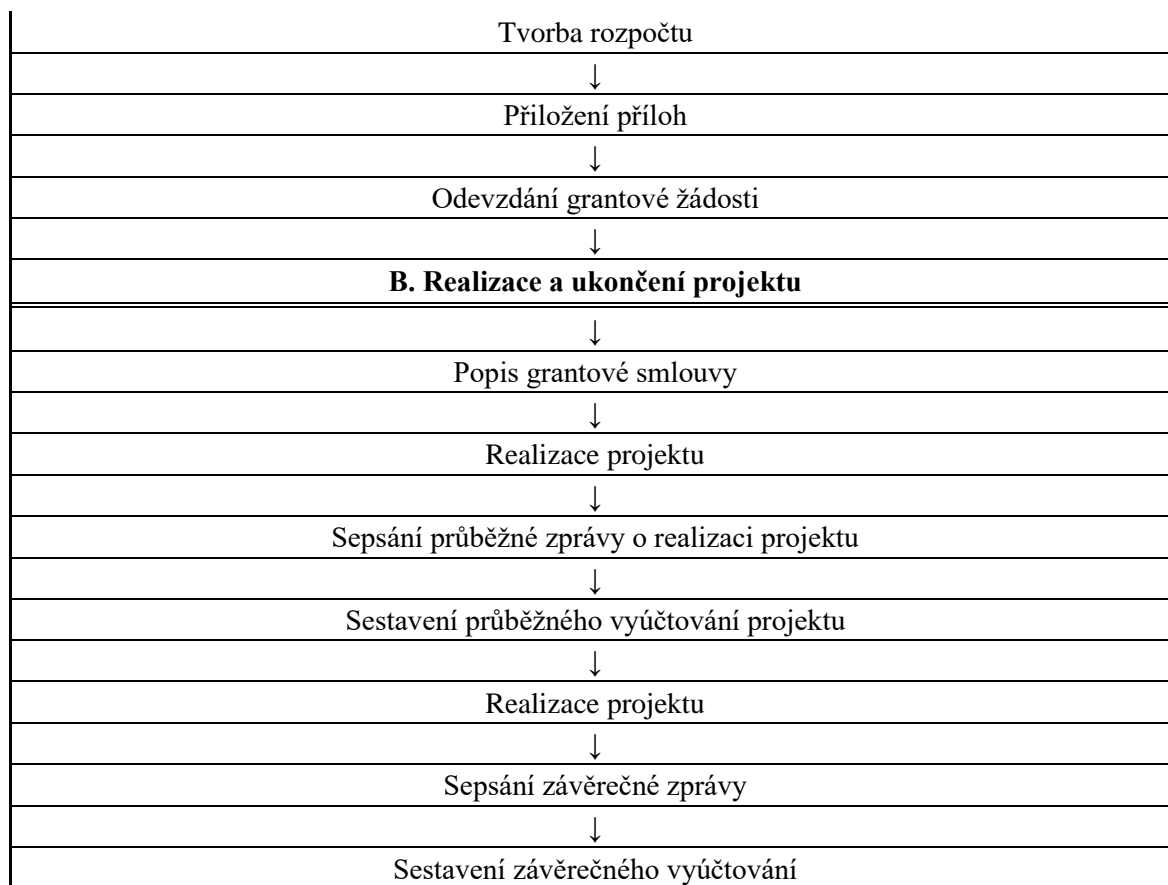 Tvorba rozpočtu
↓
Přiložení příloh
↓
Odevzdání grantové žádosti
↓
B. Realizace a ukončení projektu
↓
Popis grantové smlouvy
↓
Realizace projektu
↓
Sepsání průběžné zprávy o realizaci projektu
↓
Sestavení průběžného vyúčtování projektu
↓
Realizace projektu
↓
Sepsání závěrečné zprávy
↓
Sestavení závěrečného vyúčtování